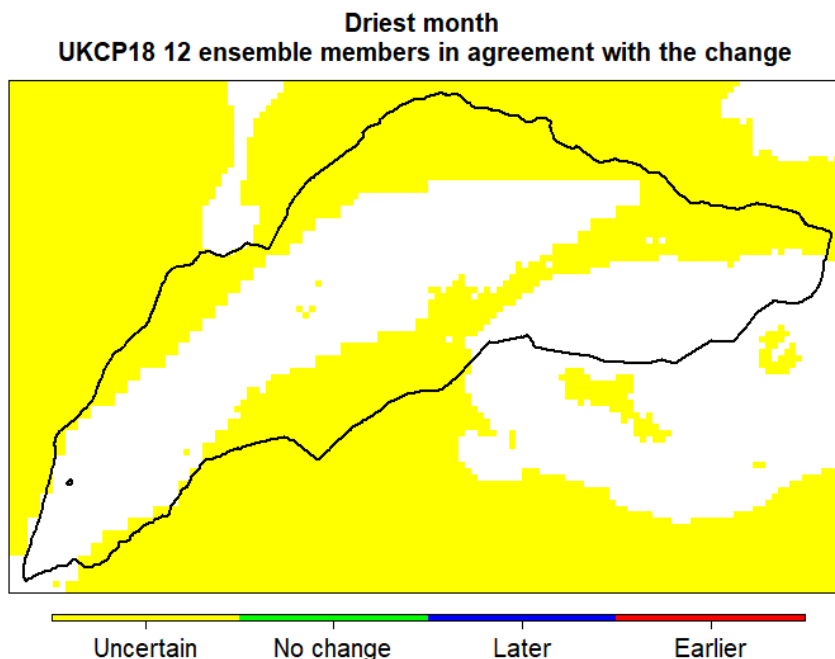 Driest month
UKCP18 12 ensemble members in agreement with the change
Uncertain No change Later Earlier